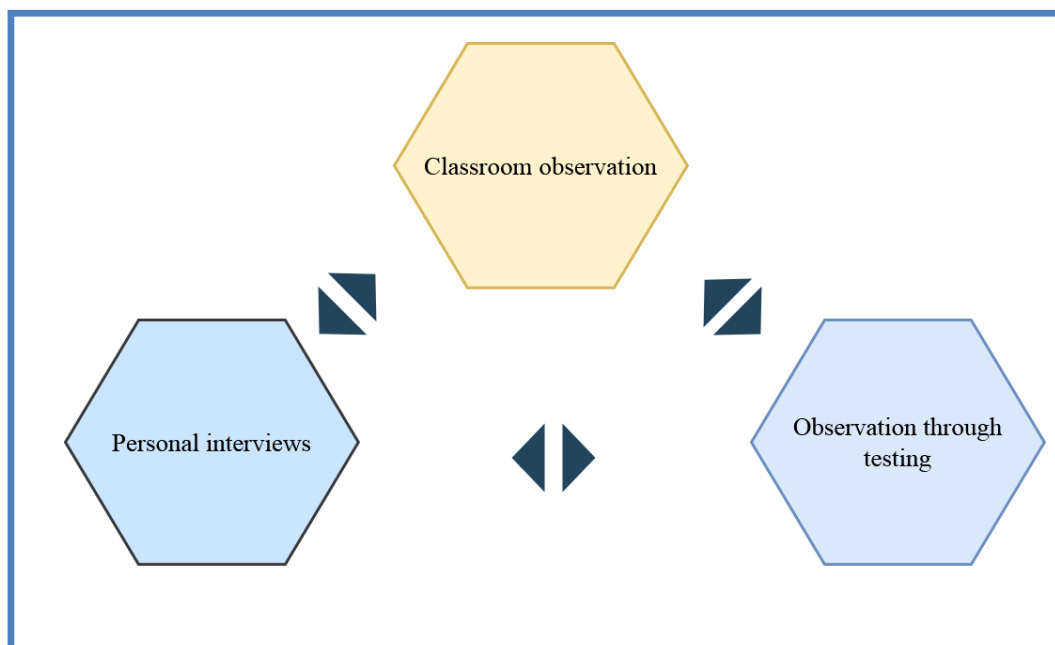 Classroom observation
Personal interviews
Observation through
testing